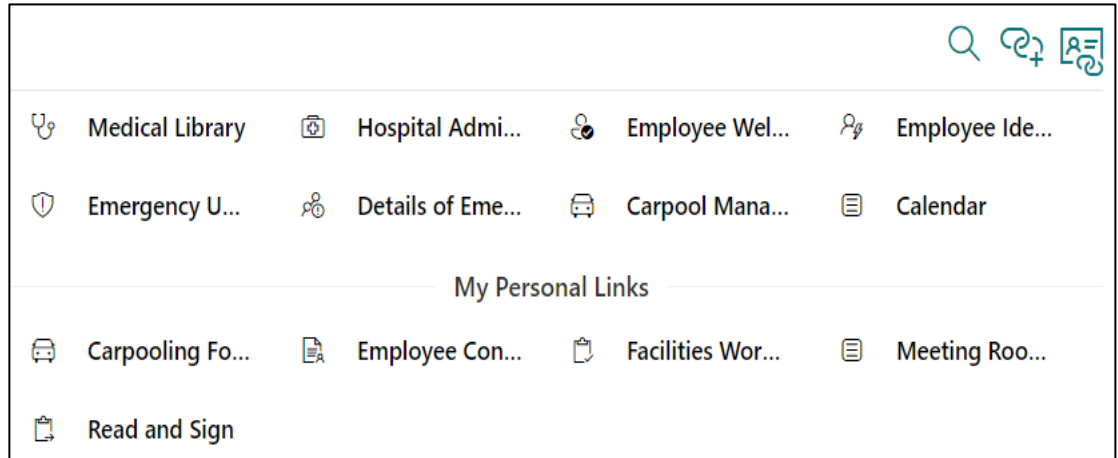 Medical Library Hospital Admi... Employee Wel... Employee Ide...
Emergency U... Details of Eme... Carpool Mana... Calendar
My Personal Links
Carpooling Fo... Employee Con... Facilities Wor... Meeting Roo...
Read and Sign